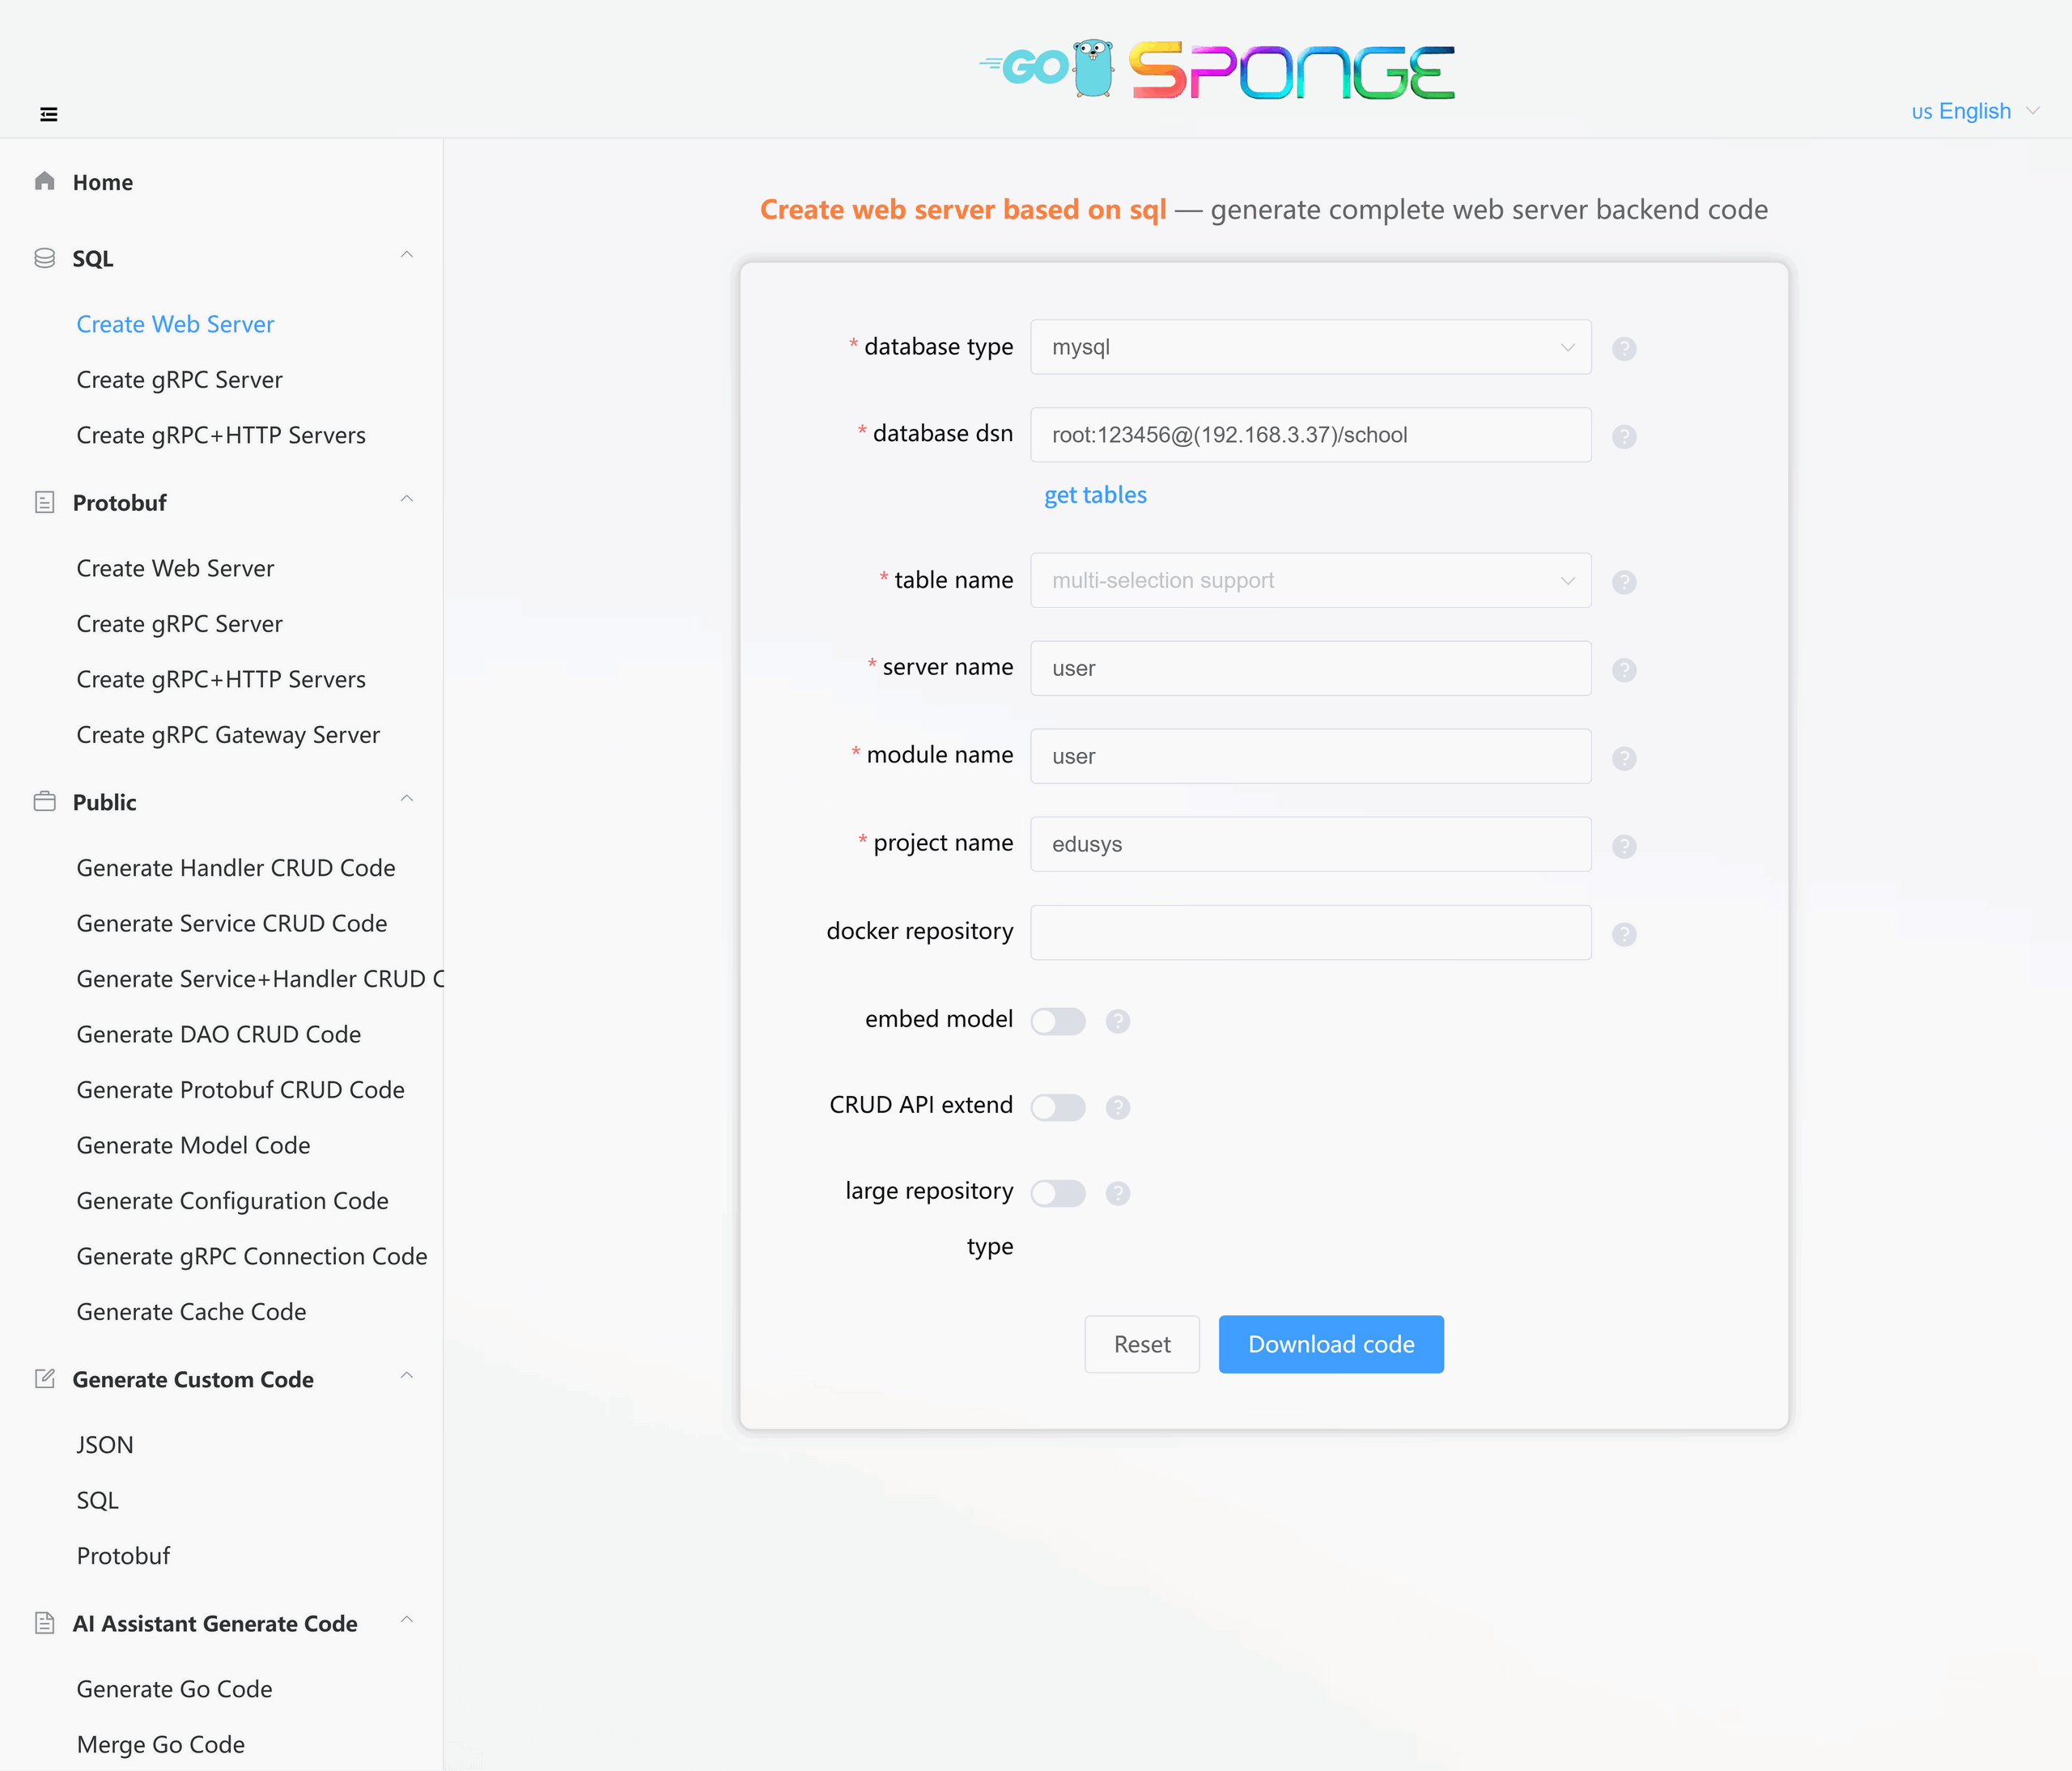 GO SPONGE
US English
Home
SQL
Create Web Server
Create gRPC Server
Create gRPC+HTTP Servers
Protobuf
Create Web Server
Create gRPC Server
Create gRPC+HTTP Servers
Create gRPC Gateway Server
Public
Generate Handler CRUD Code
Generate Service CRUD Code
Generate Service+Handler CRUD C
Generate DAO CRUD Code
Generate Protobuf CRUD Code
Generate Model Code
Generate Configuration Code
Generate gRPC Connection Code
Generate Cache Code
Generate Custom Code
JSON
SQL
Protobuf
AI Assistant Generate Code
Generate Go Code
Merge Go Code
Create web server based on sql — generate complete web server backend code
* database type mysql ?
* database dsn root:123456@(192.168.3.37)/school ?
get tables
* table name multi-selection support ?
* server name user ?
* module name user ?
* project name edusys ?
docker repository ?
embed model ?
CRUD API extend ?
large repository ?
type
Reset Download code